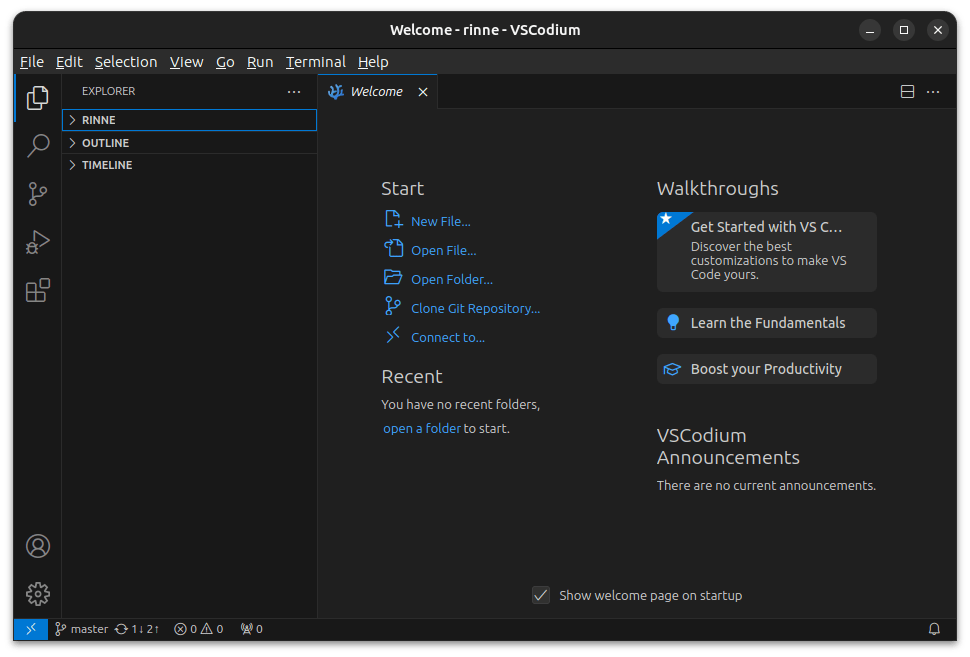 Welcome - rinne - VSCodium
File Edit Selection View Go Run Terminal Help
EXPLORER
RINNE
OUTLINE
TIMELINE
Welcome
Start
New File...
Open File...
Open Folder...
Clone Git Repository...
Connect to...
Recent
You have no recent folders,
open a folder to start.
Walkthroughs
Get Started with VS C...
Discover the best
customizations to make VS
Code yours.
Learn the Fundamentals
Boost your Productivity
VSCodium
Announcements
There are no current announcements.
Show welcome page on startup
master 1↓ 2↑ 0 0 0